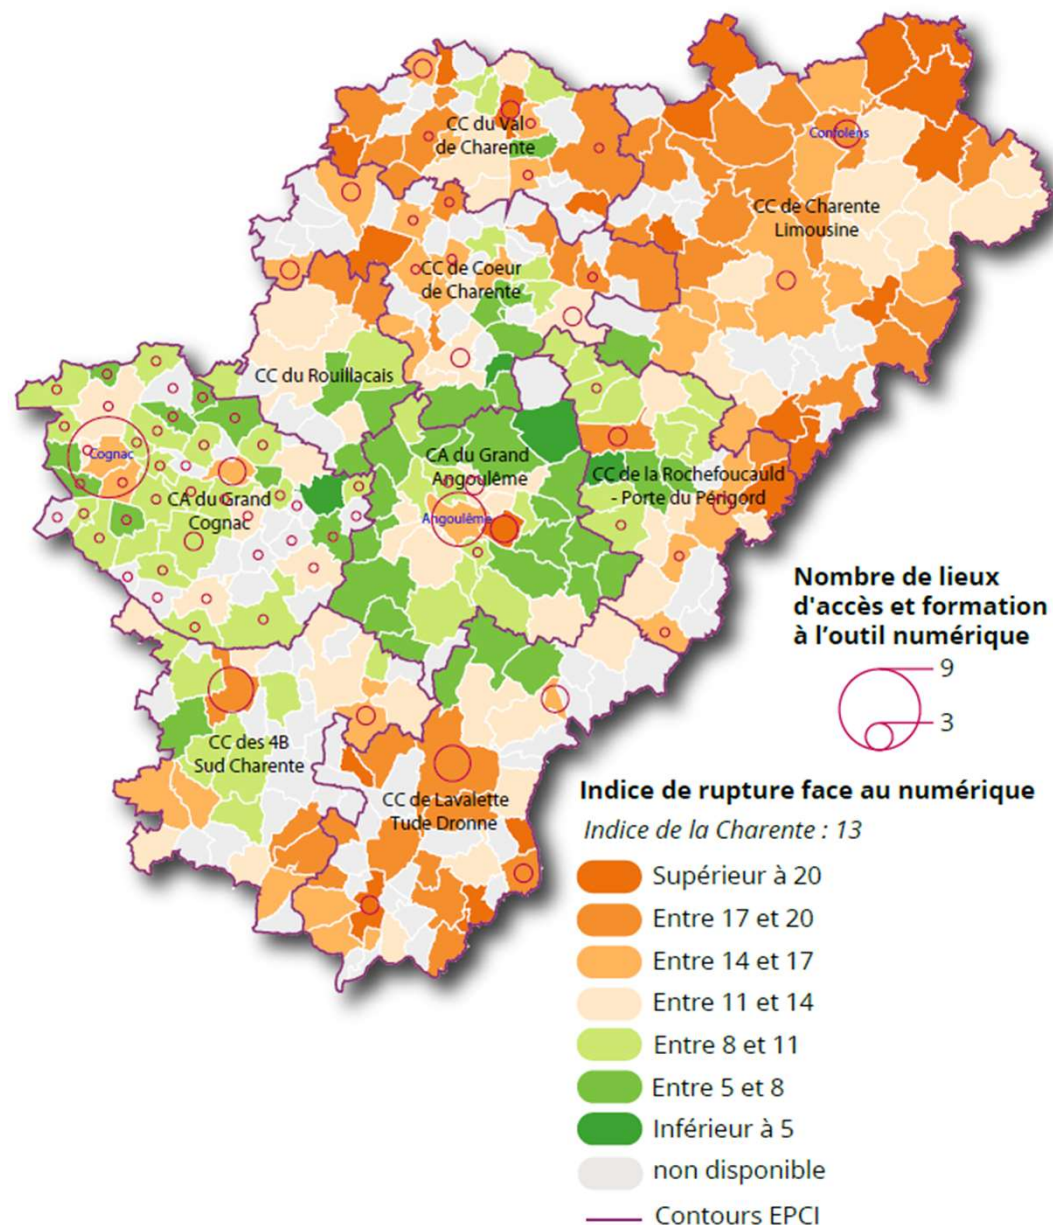 CC du Val
de Charente
Confolens
CC de Charente
Limousine
CC de Coeur
de Charente
CC du Rouillacais
Cognac
CA du Grand
Cognac
CA du Grand
Angoulême
Angoulême
CC de la Rochefoucauld
- Porte du Périgord
CC des 4B
Sud Charente
CC de Lavalette
Tude Dronne
Nombre de lieux
d'accès et formation
à l’outil numérique
9
3
Indice de rupture face au numérique
Indice de la Charente : 13
Supérieur à 20
Entre 17 et 20
Entre 14 et 17
Entre 11 et 14
Entre 8 et 11
Entre 5 et 8
Inférieur à 5
non disponible
Contours EPCI